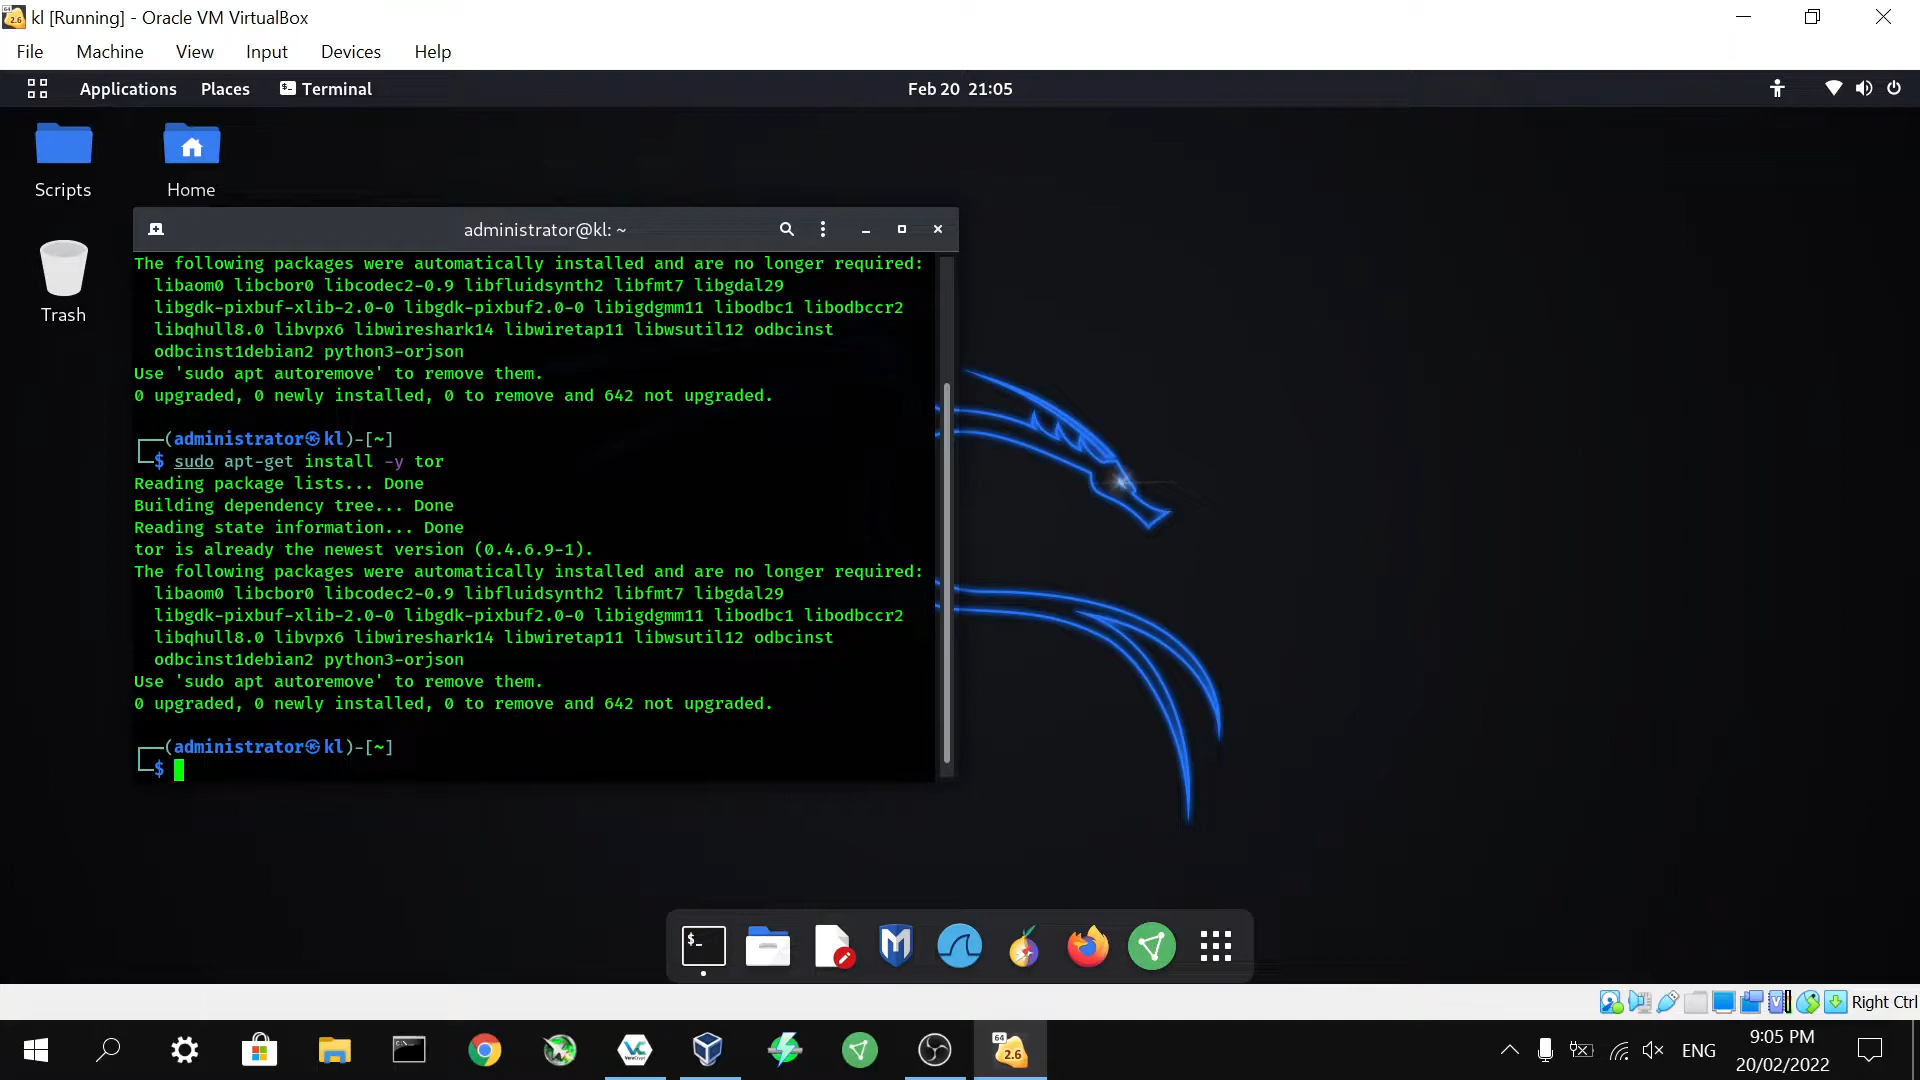 kl [Running] - Oracle VM VirtualBox
File Machine View Input Devices Help
Applications Places Terminal Feb 20 21:05
Scripts Home
Trash
administrator@kl: ~
The following packages were automatically installed and are no longer required:
libaom0 libcbor0 libcodec2-0.9 libfluidsynth2 libfmt7 libgdal29
libgdk-pixbuf-xlib-2.0-0 libgdk-pixbuf2.0-0 libigdgmm11 libodbc1 libodbccr2
libqhull8.0 libvpx6 libwireshark14 libwiretap11 libwsutil12 odbcinst
odbcinst1debian2 python3-orjson
Use 'sudo apt autoremove' to remove them.
0 upgraded, 0 newly installed, 0 to remove and 642 not upgraded.
┌──(administrator㉿kl)-[~]
└─$ sudo apt-get install -y tor
Reading package lists... Done
Building dependency tree... Done
Reading state information... Done
tor is already the newest version (0.4.6.9-1).
The following packages were automatically installed and are no longer required:
libaom0 libcbor0 libcodec2-0.9 libfluidsynth2 libfmt7 libgdal29
libgdk-pixbuf-xlib-2.0-0 libgdk-pixbuf2.0-0 libigdgmm11 libodbc1 libodbccr2
libqhull8.0 libvpx6 libwireshark14 libwiretap11 libwsutil12 odbcinst
odbcinst1debian2 python3-orjson
Use 'sudo apt autoremove' to remove them.
0 upgraded, 0 newly installed, 0 to remove and 642 not upgraded.
┌──(administrator㉿kl)-[~]
└─$
Right Ctrl
64
2.6
ENG
9:05 PM
20/02/2022